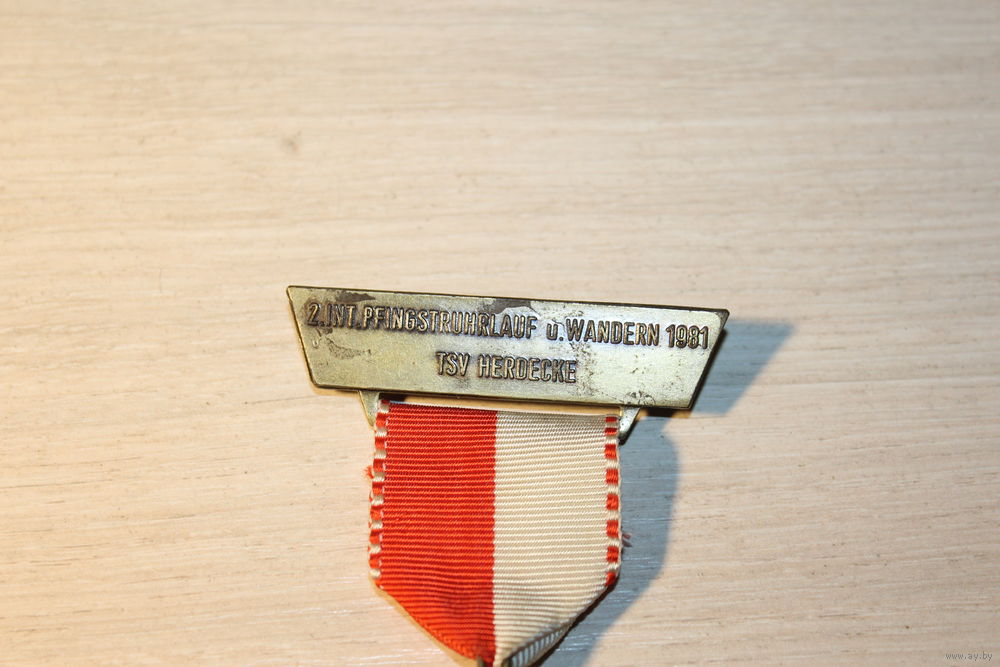 2.INT.PFINGSTRUHRLAUF u.WANDERN 1981
TSV HERDECKE
www.ay.by